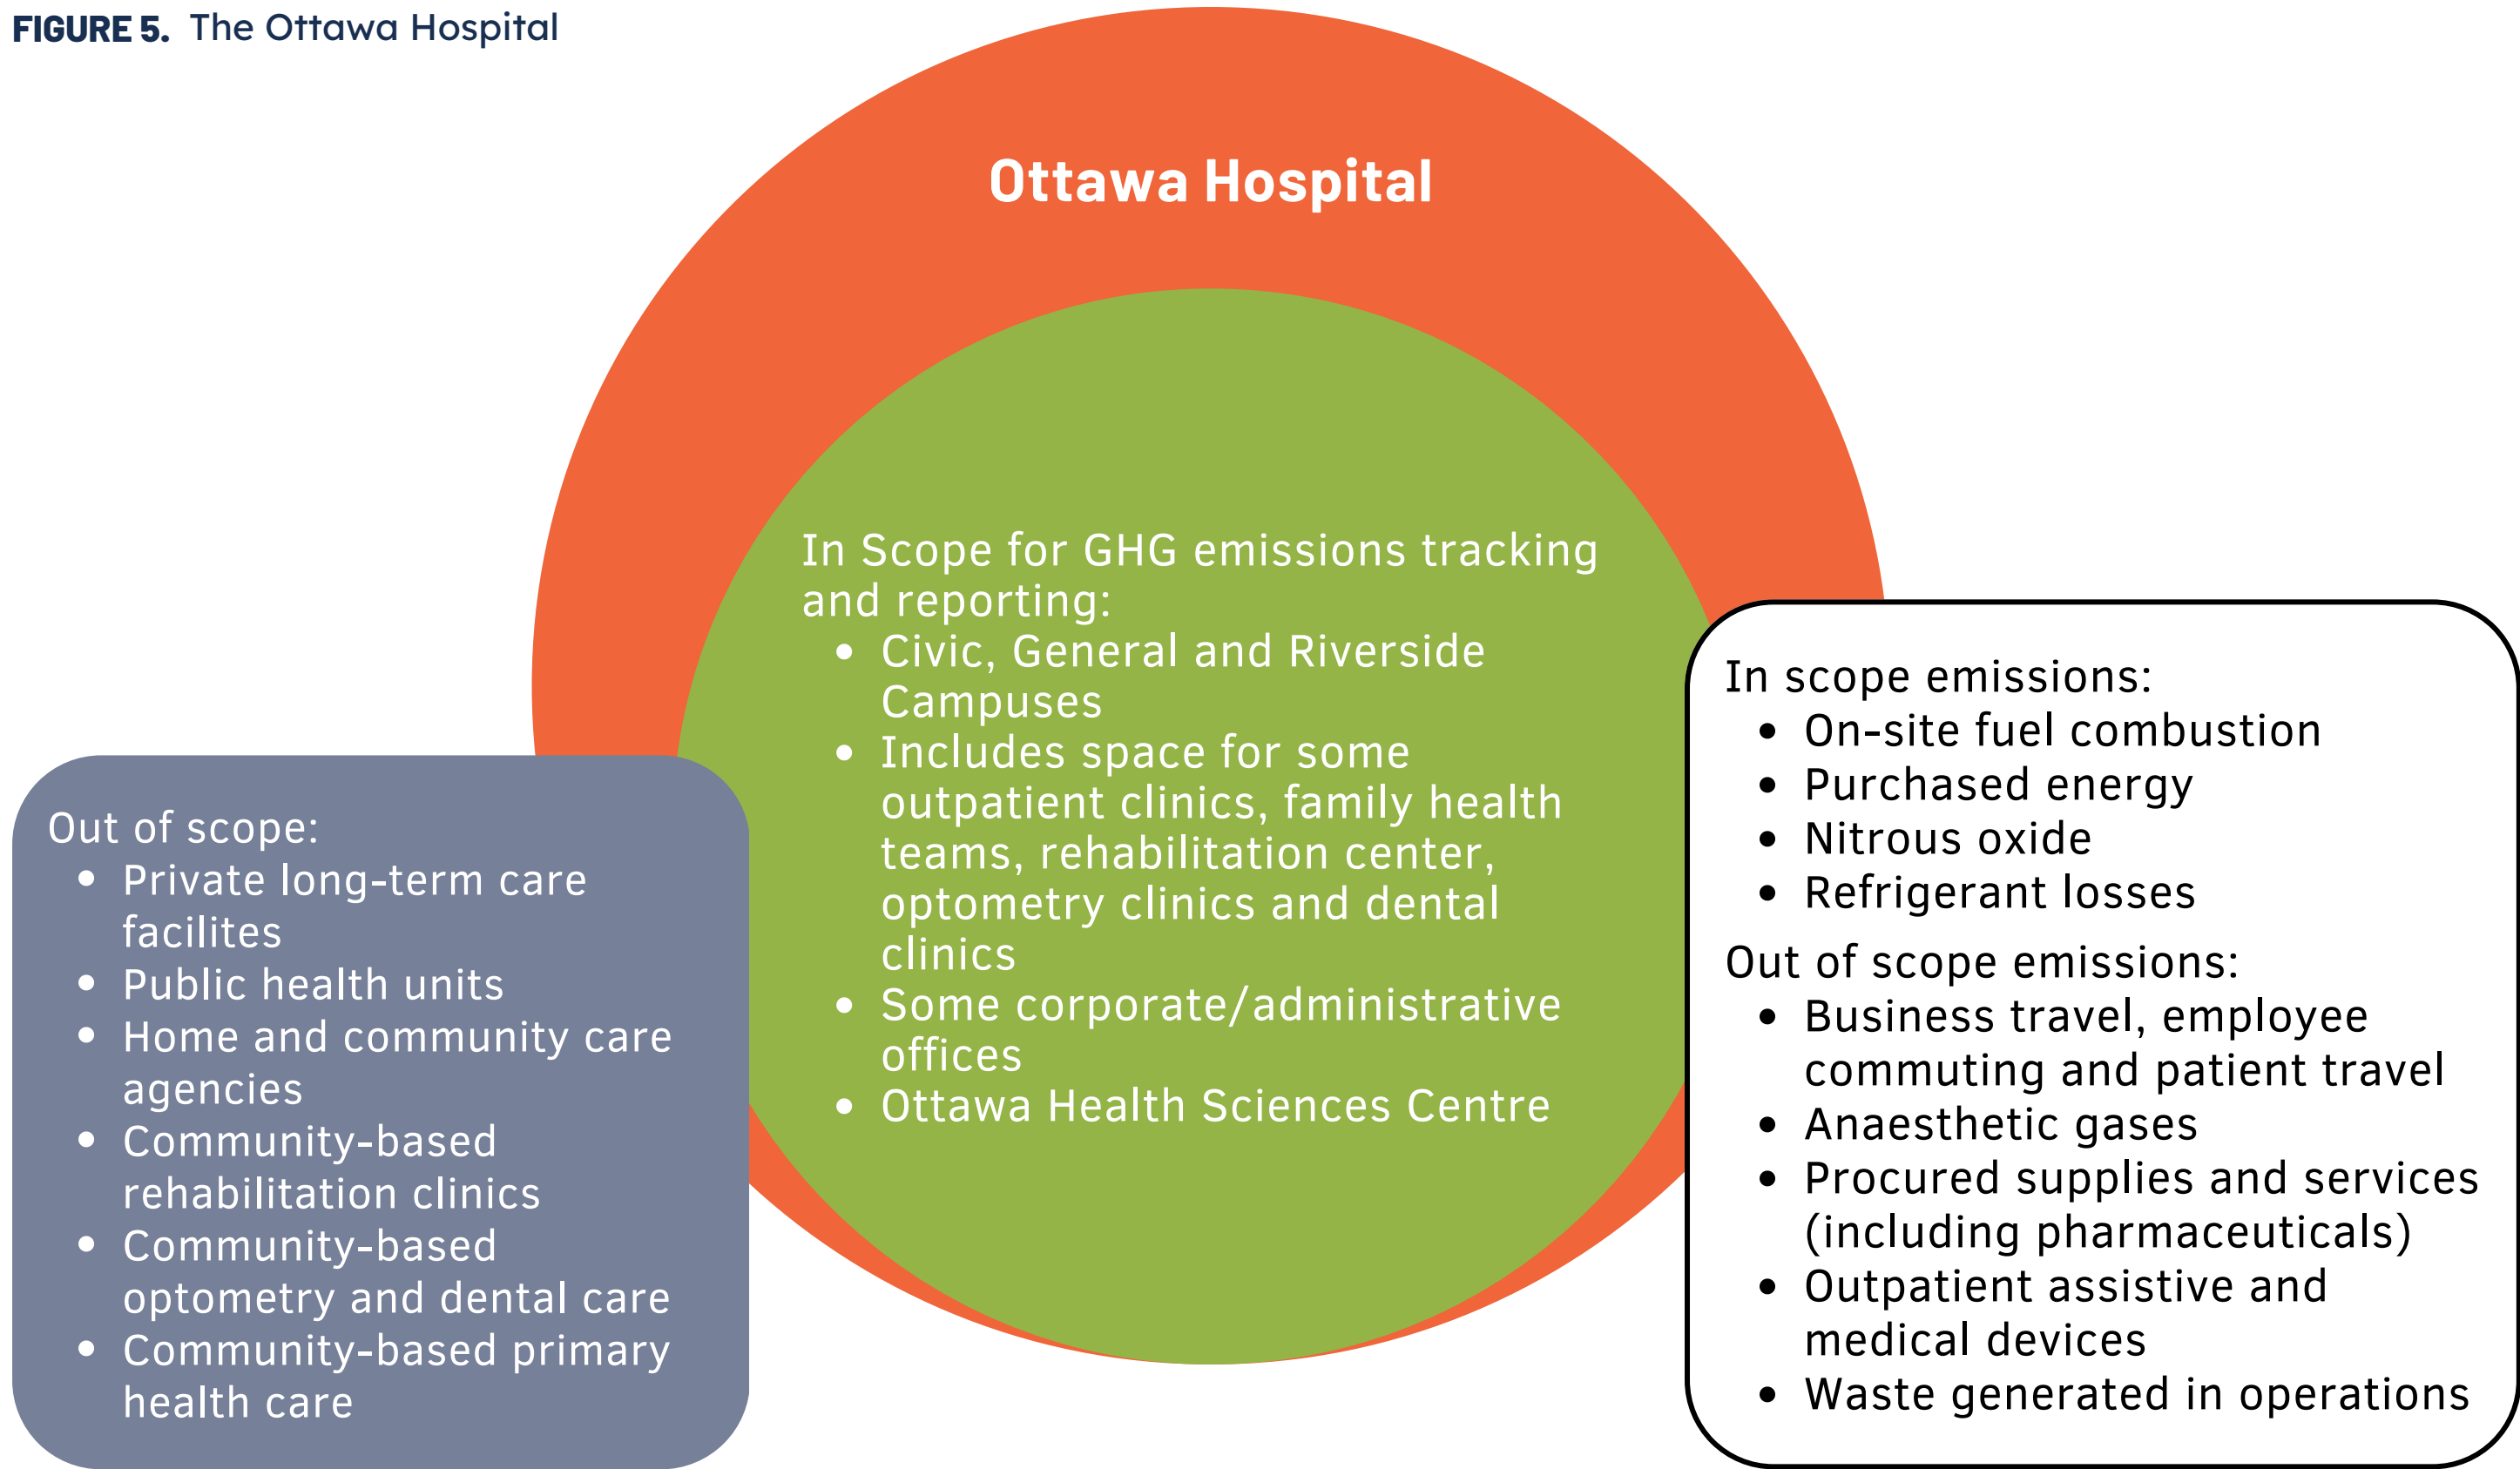 FIGURE 5. The Ottawa Hospital
Ottawa Hospital
In Scope for GHG emissions tracking
and reporting:
• Civic, General and Riverside
Campuses
• Includes space for some
outpatient clinics, family health
teams, rehabilitation center,
optometry clinics and dental
clinics
• Some corporate/administrative
offices
• Ottawa Health Sciences Centre
Out of scope:
• Private long-term care
facilites
• Public health units
• Home and community care
agencies
• Community-based
rehabilitation clinics
• Community-based
optometry and dental care
• Community-based primary
health care
In scope emissions:
• On-site fuel combustion
• Purchased energy
• Nitrous oxide
• Refrigerant losses
Out of scope emissions:
• Business travel, employee
commuting and patient travel
• Anaesthetic gases
• Procured supplies and services
(including pharmaceuticals)
• Outpatient assistive and
medical devices
• Waste generated in operations